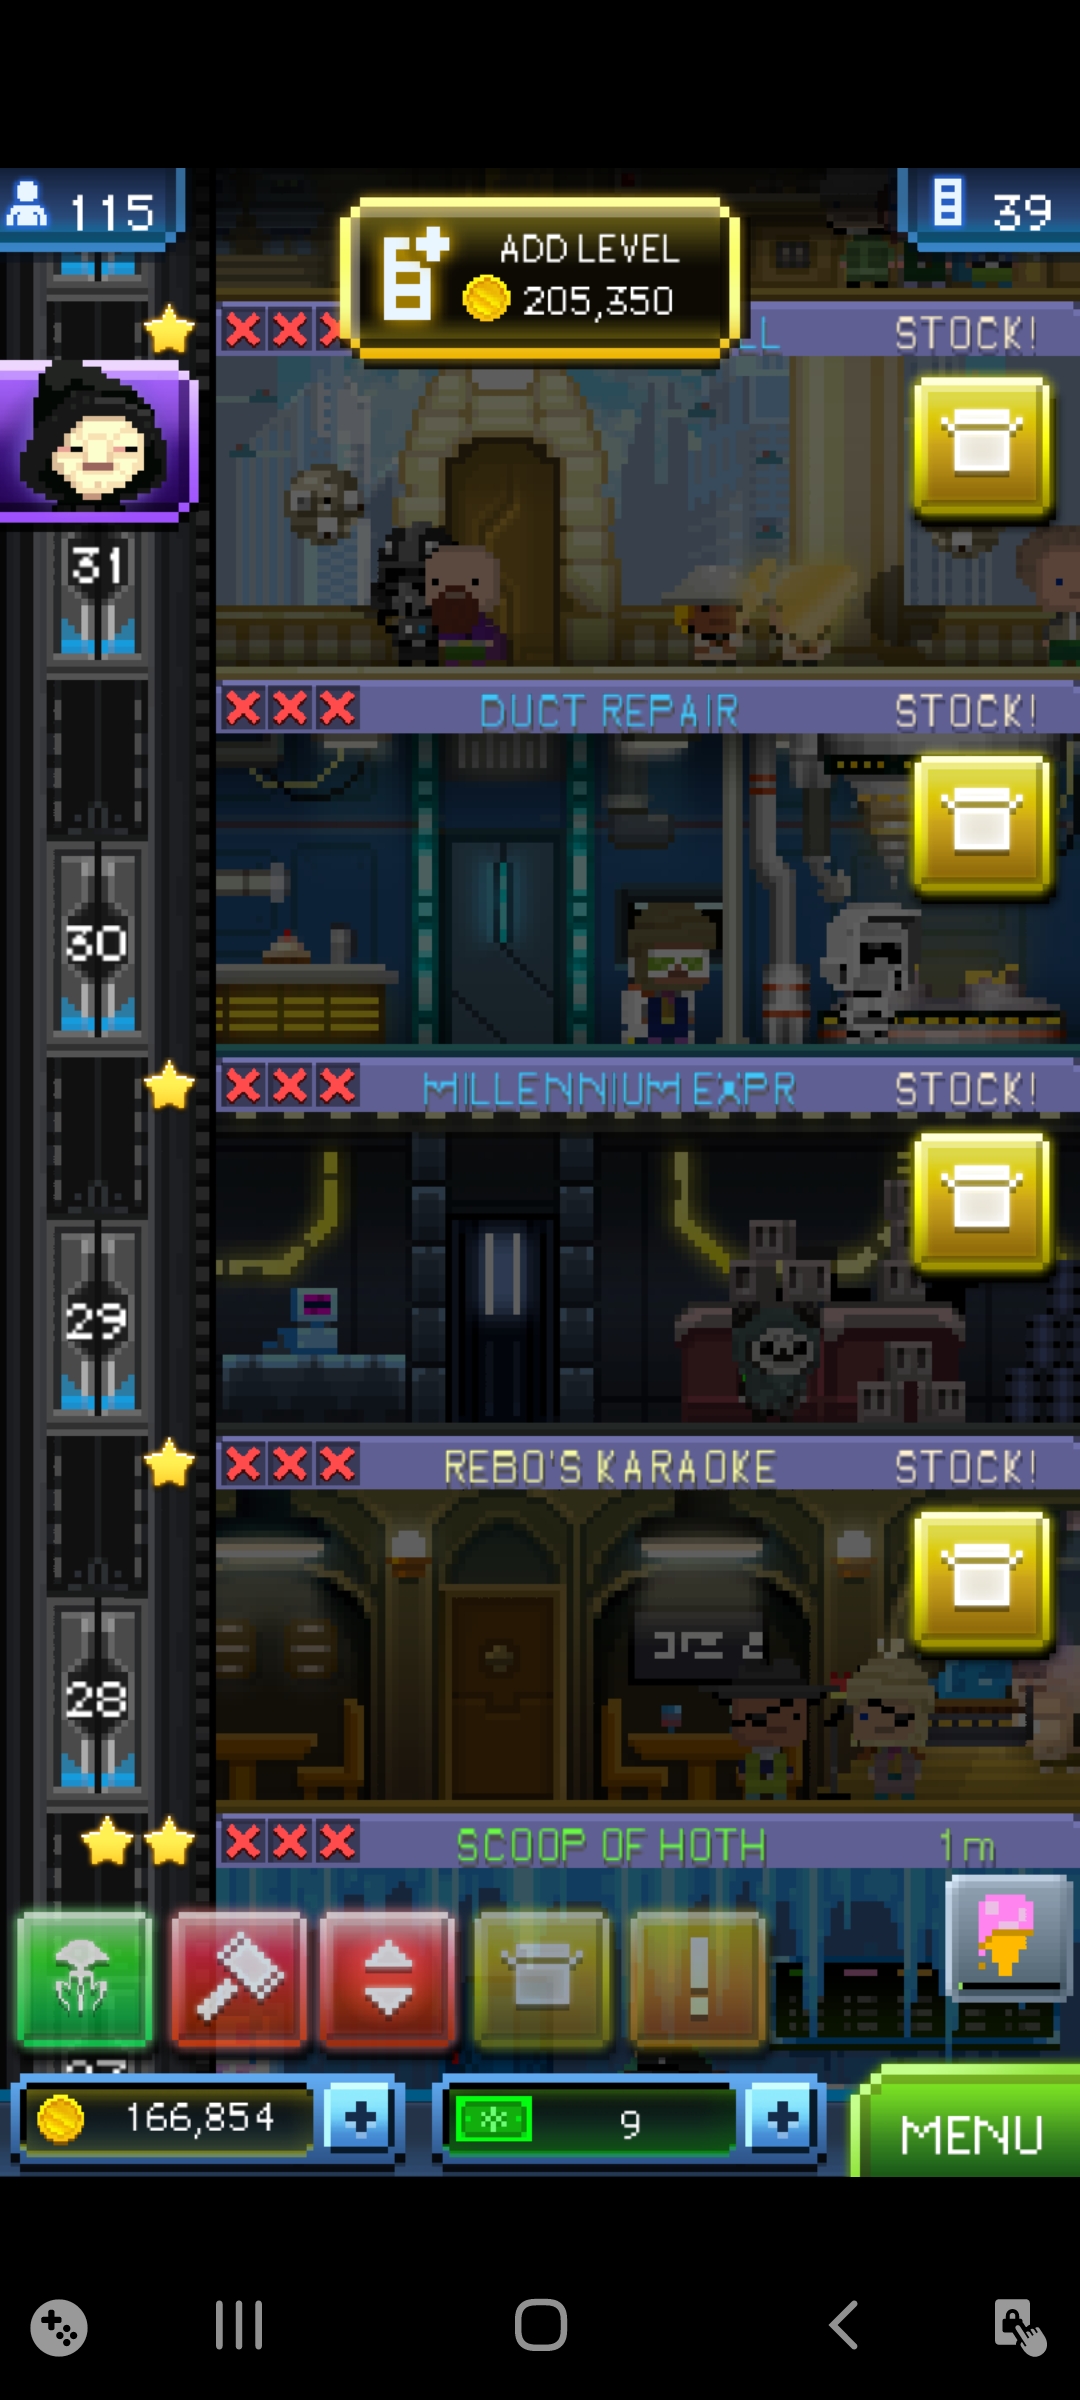 115
ADD LEVEL
205,350
39
LL
STOCK!
31
DUCT REPAIR
STOCK!
30
MILLENNIUM EXPR
STOCK!
29
REBO'S KARAOKE
STOCK!
28
SCOOP OF HOTH
1m
166,854
9
MENU